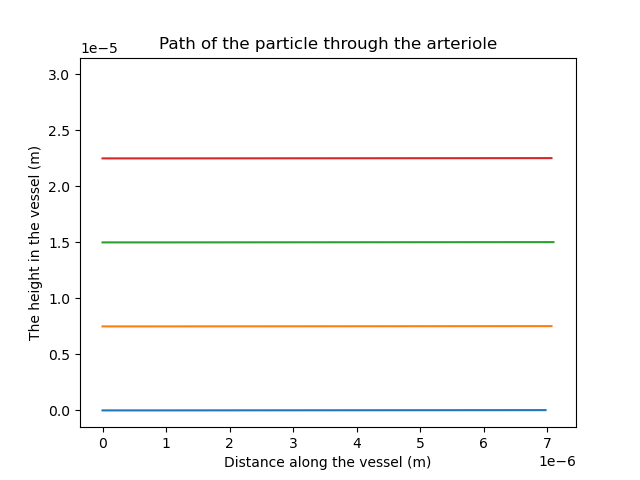 Path of the particle through the arteriole
1e−5
3.0
2.5
2.0
1.5
1.0
0.5
0.0
The height in the vessel (m)
0 1 2 3 4 5 6 7
1e−6
Distance along the vessel (m)